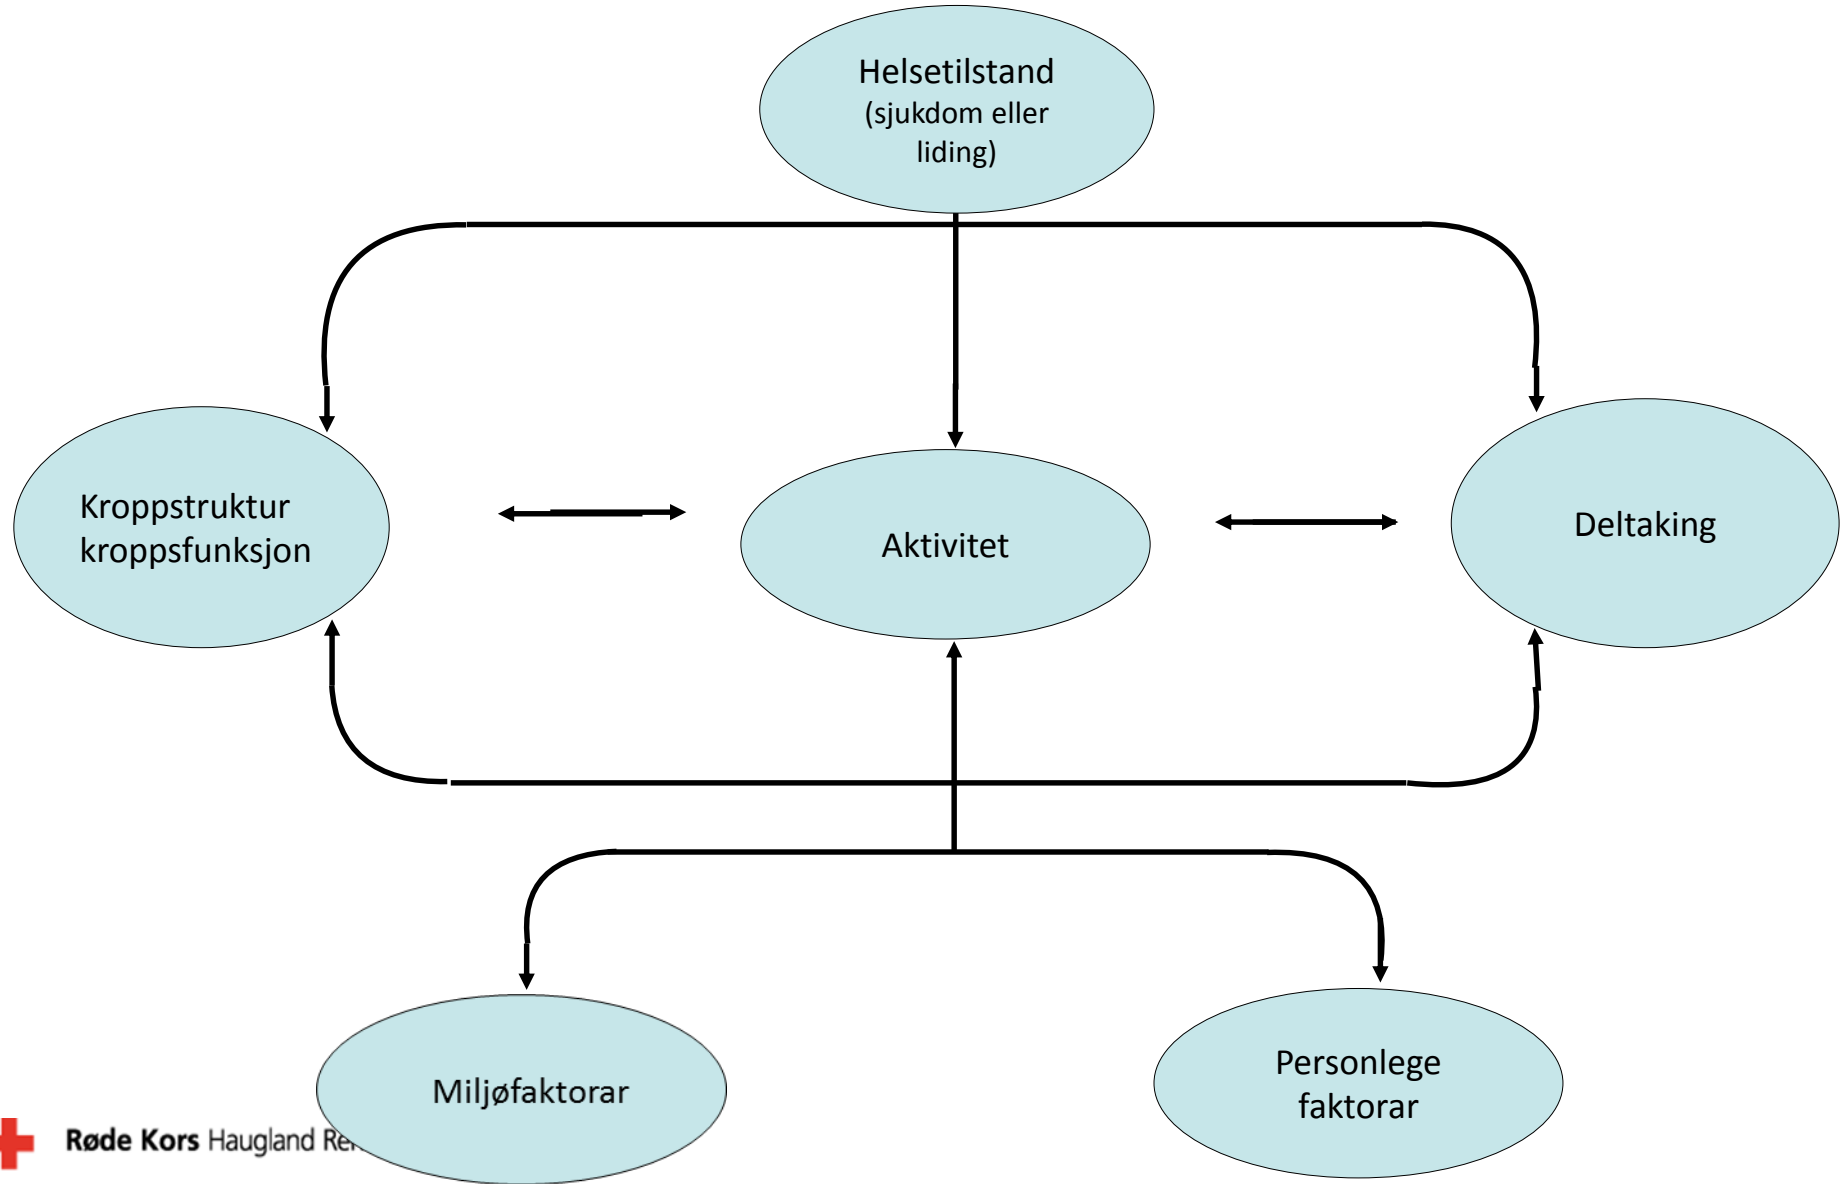 Helsetilstand
(sjukdom eller
liding)
Kroppstruktur
kroppsfunksjon
Aktivitet
Deltaking
Miljøfaktorar
Personlege
faktorar
Røde Kors Haugland